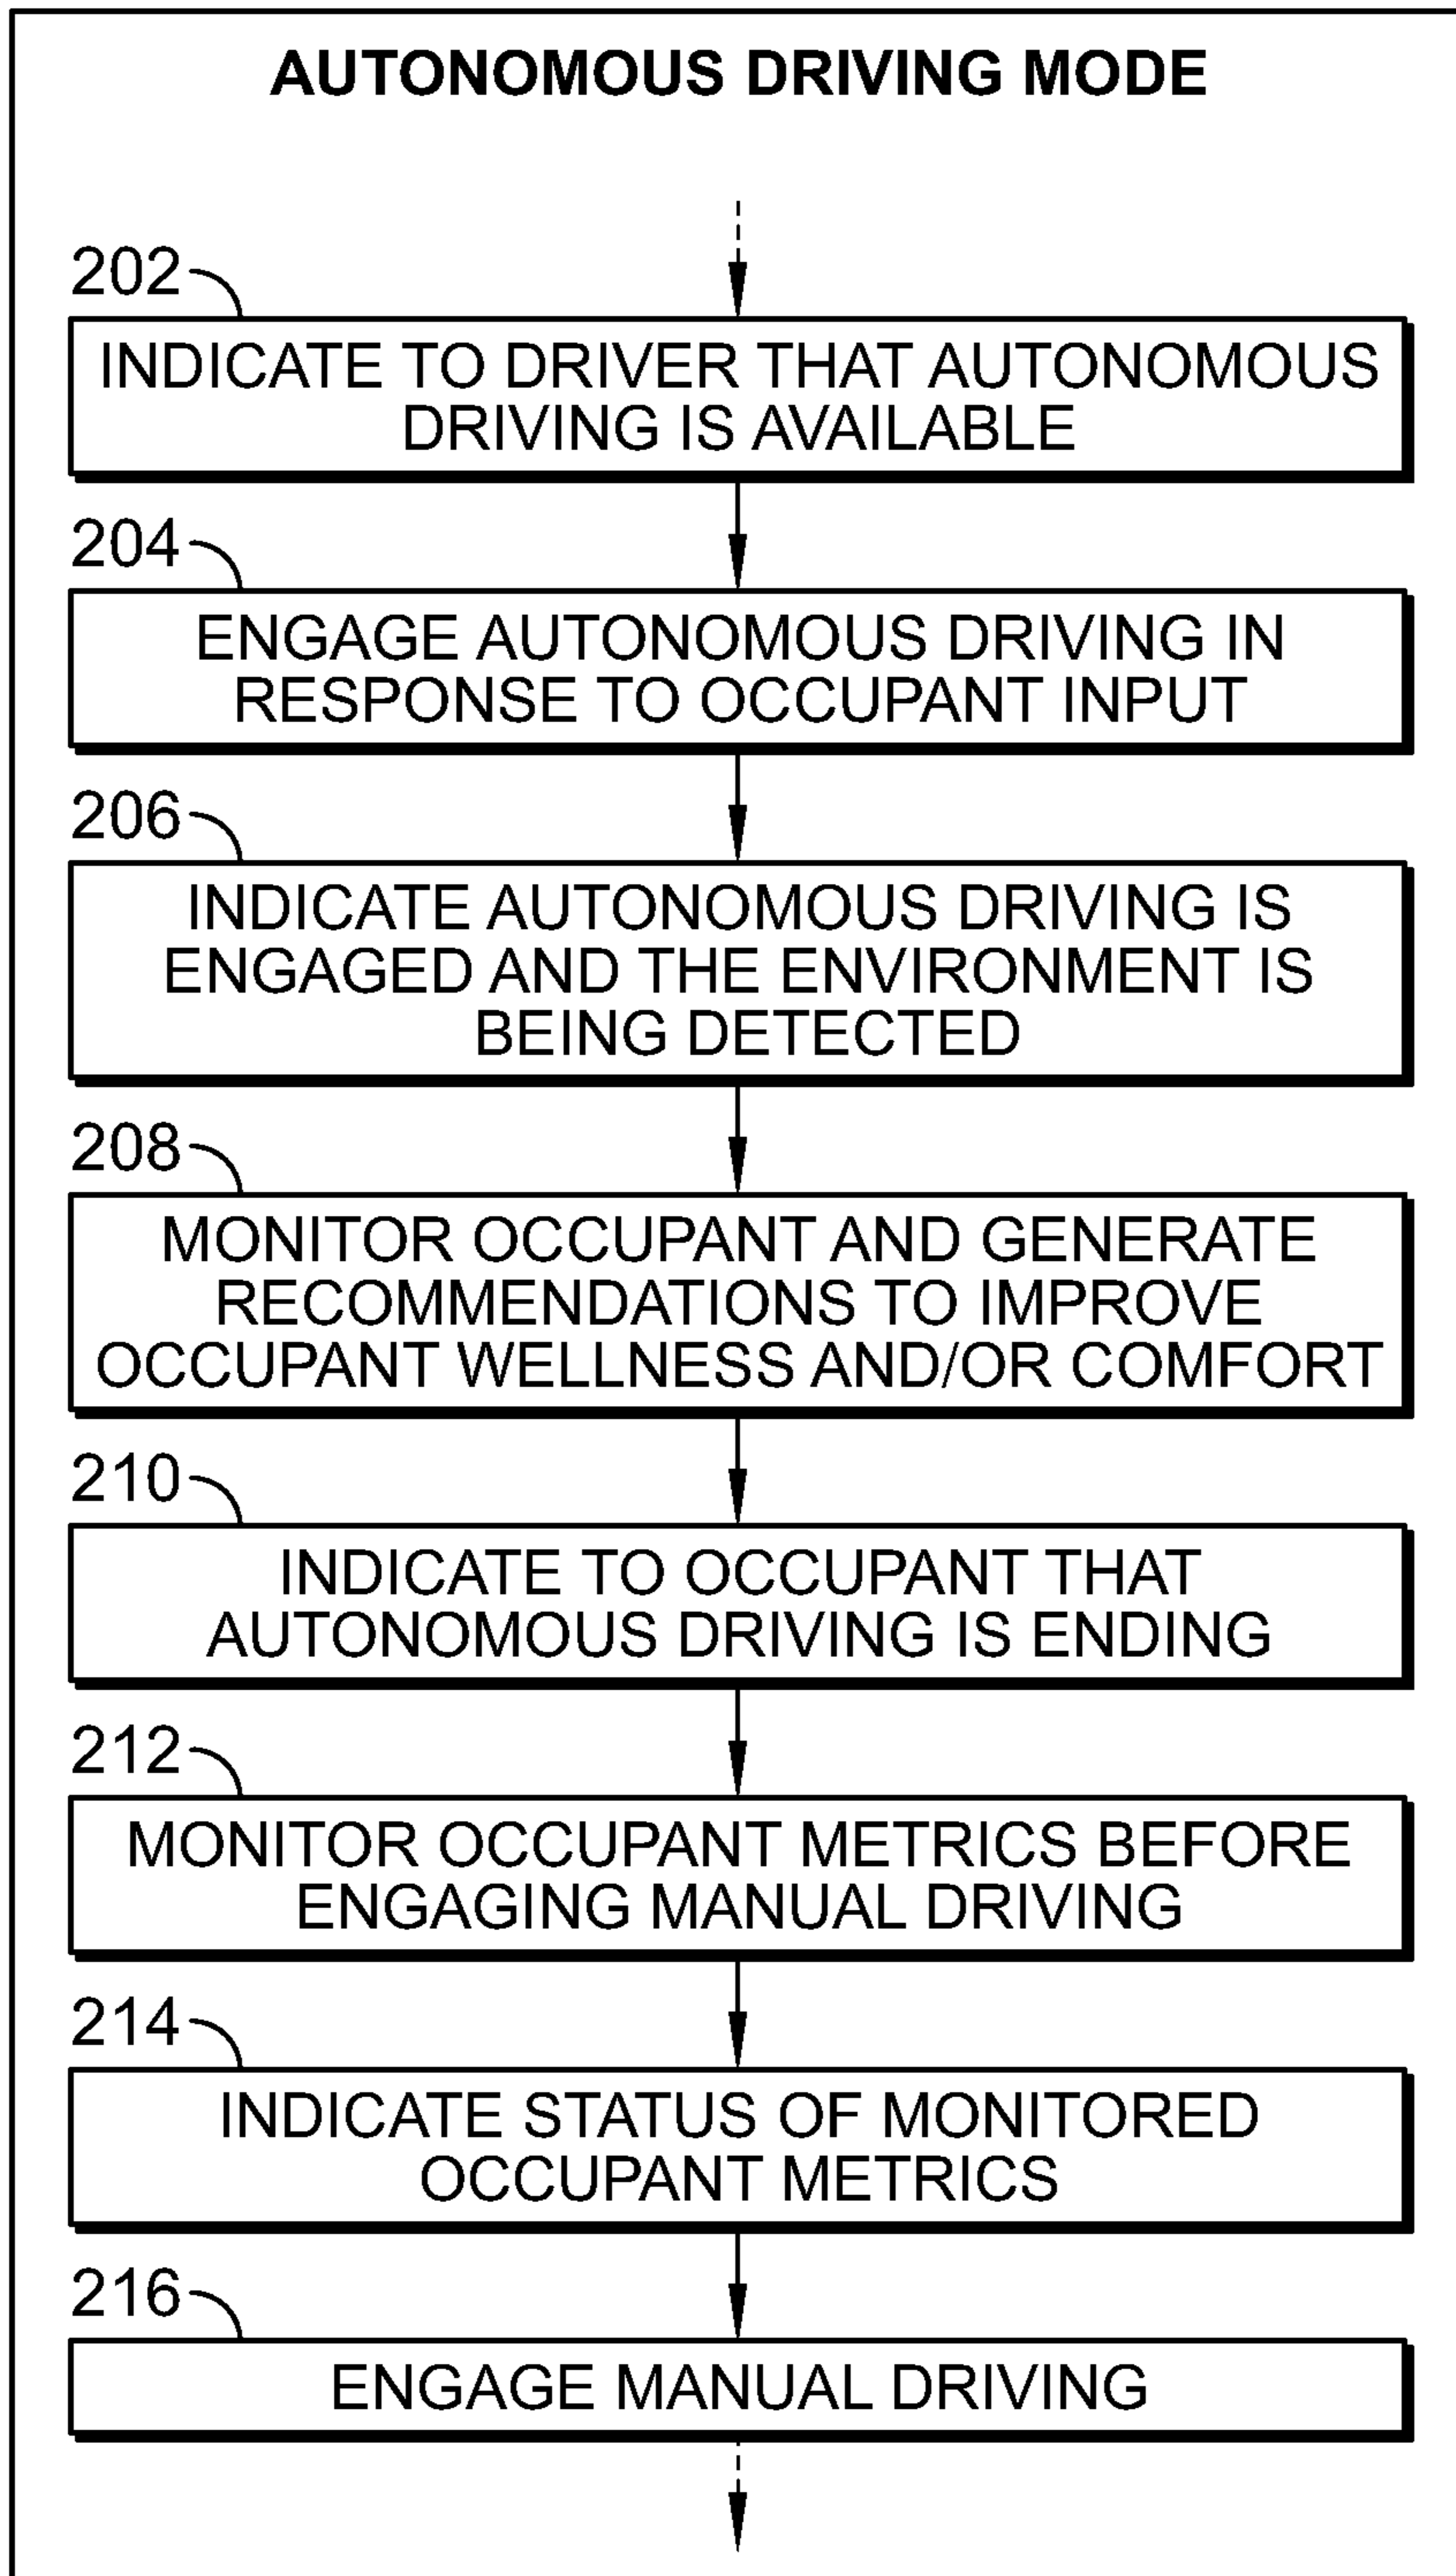 AUTONOMOUS DRIVING MODE
202
INDICATE TO DRIVER THAT AUTONOMOUS
DRIVING IS AVAILABLE
204
ENGAGE AUTONOMOUS DRIVING IN
RESPONSE TO OCCUPANT INPUT
206
INDICATE AUTONOMOUS DRIVING IS
ENGAGED AND THE ENVIRONMENT IS
BEING DETECTED
208
MONITOR OCCUPANT AND GENERATE
RECOMMENDATIONS TO IMPROVE
OCCUPANT WELLNESS AND/OR COMFORT
210
INDICATE TO OCCUPANT THAT
AUTONOMOUS DRIVING IS ENDING
212
MONITOR OCCUPANT METRICS BEFORE
ENGAGING MANUAL DRIVING
214
INDICATE STATUS OF MONITORED
OCCUPANT METRICS
216
ENGAGE MANUAL DRIVING